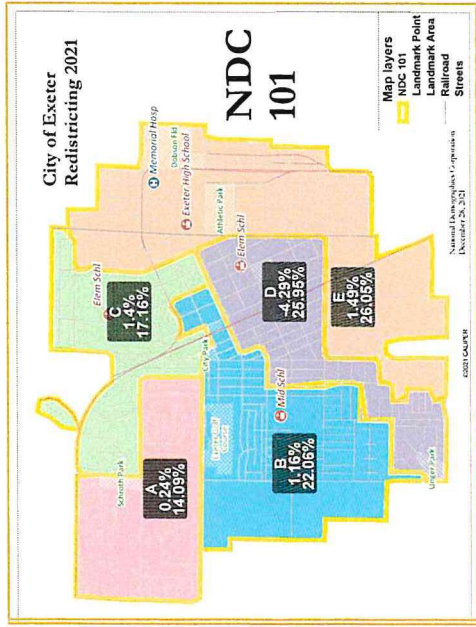 City of Exeter
Redistricting 2021
NDC
101
Memorial Hosp
Dobson Fld
Exeter High School
Athletic Park
Elem Schl
Elem Schl
C
1.4%
17.16%
D
-4.29%
25.95%
E
1.49%
26.05%
City Park
Mid Schl
Schroth Park
A
0.24%
14.09%
B
1.16%
22.06%
Unger Park
Map layers
NDC 101
Landmark Point
Landmark Area
Railroad
Streets
National Demographics Corporation
December 28, 2021
©2021 CALIPER